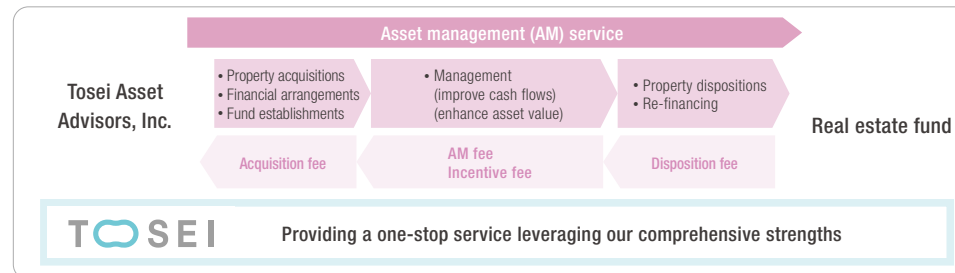 Asset management (AM) service
Tosei Asset
Advisors, Inc.
• Property acquisitions
• Financial arrangements
• Fund establishments
• Management
(improve cash flows)
(enhance asset value)
• Property dispositions
• Re-financing
Real estate fund
Acquisition fee
AM fee
Incentive fee
Disposition fee
TOSEI
Providing a one-stop service leveraging our comprehensive strengths